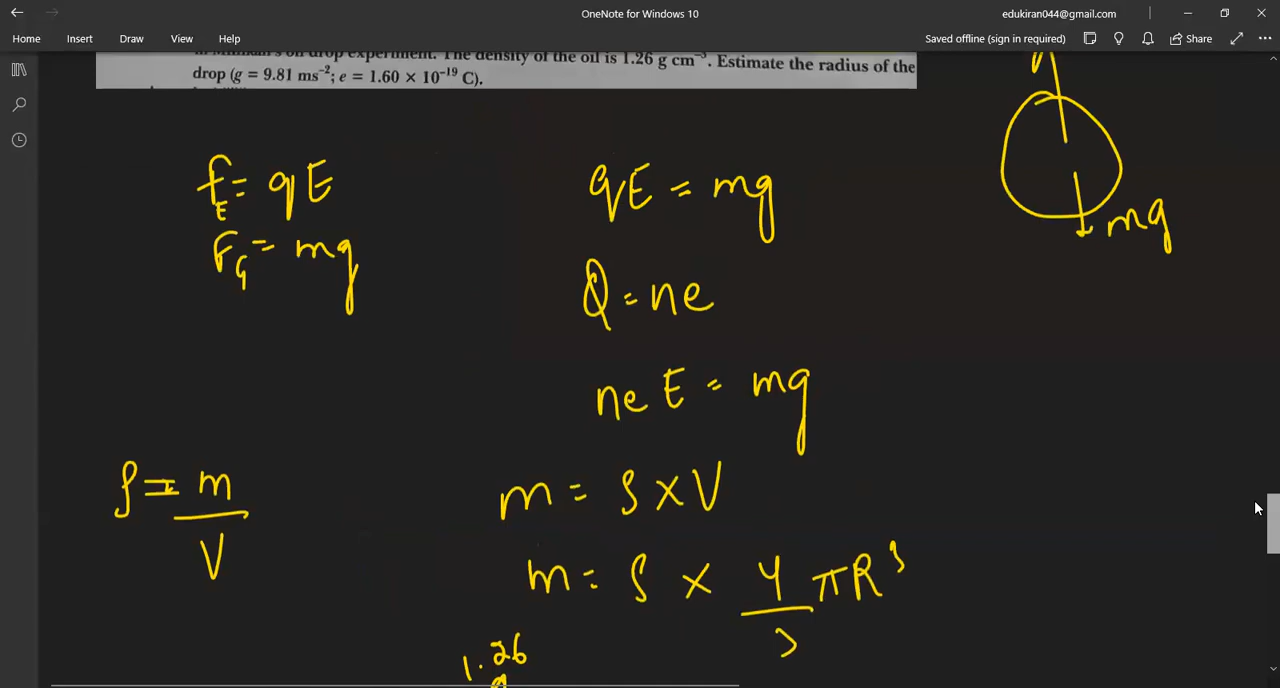 OneNote for Windows 10
edukiran044@gmail.com
Home Insert Draw View Help
Saved offline (sign in required)
Share
oil drop experiment. The density of the oil is 1.26 g cm⁻³. Estimate the radius of the
drop (g = 9.81 ms⁻²; e = 1.60 × 10⁻¹⁹ C).
f_E = qE
F_G = mg
qE = mg
mg
Q = ne
ne E = mg
ρ = m/V
m = ρ × V
m = ρ × 4/3 πR³
1.26